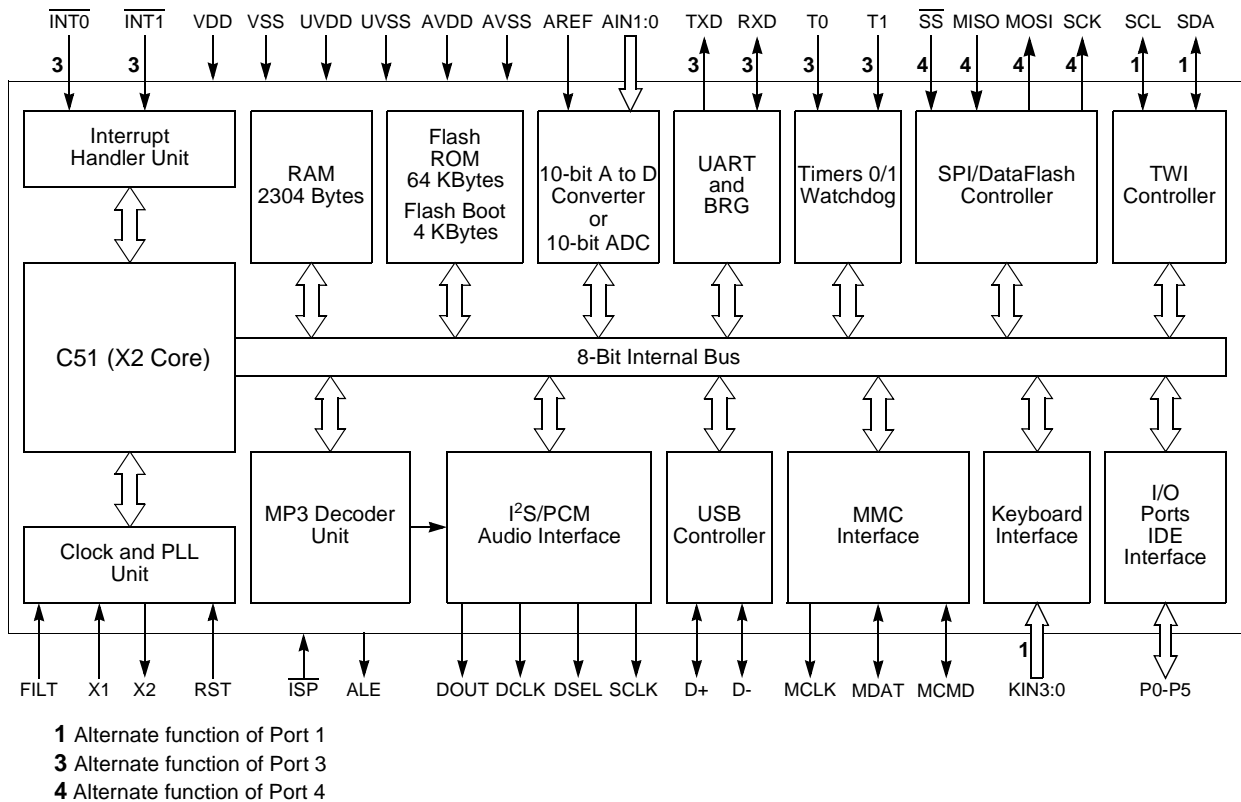 INT0 INT1 VDD VSS UVDD UVSS AVDD AVSS AREF AIN1:0 TXD RXD T0 T1 SS MISO MOSI SCK SCL SDA
3 3 3 3 3 3 4 4 4 4 1 1
Interrupt
Handler Unit
RAM
2304 Bytes
Flash
ROM
64 KBytes
Flash Boot
4 KBytes
10-bit A to D
Converter
or
10-bit ADC
UART
and
BRG
Timers 0/1
Watchdog
SPI/DataFlash
Controller
TWI
Controller
C51 (X2 Core)
8-Bit Internal Bus
Clock and PLL
Unit
MP3 Decoder
Unit
I²S/PCM
Audio Interface
USB
Controller
MMC
Interface
Keyboard
Interface
I/O
Ports
IDE
Interface
1
FILT X1 X2 RST ISP ALE DOUT DCLK DSEL SCLK D+ D- MCLK MDAT MCMD KIN3:0 P0-P5
1 Alternate function of Port 1
3 Alternate function of Port 3
4 Alternate function of Port 4